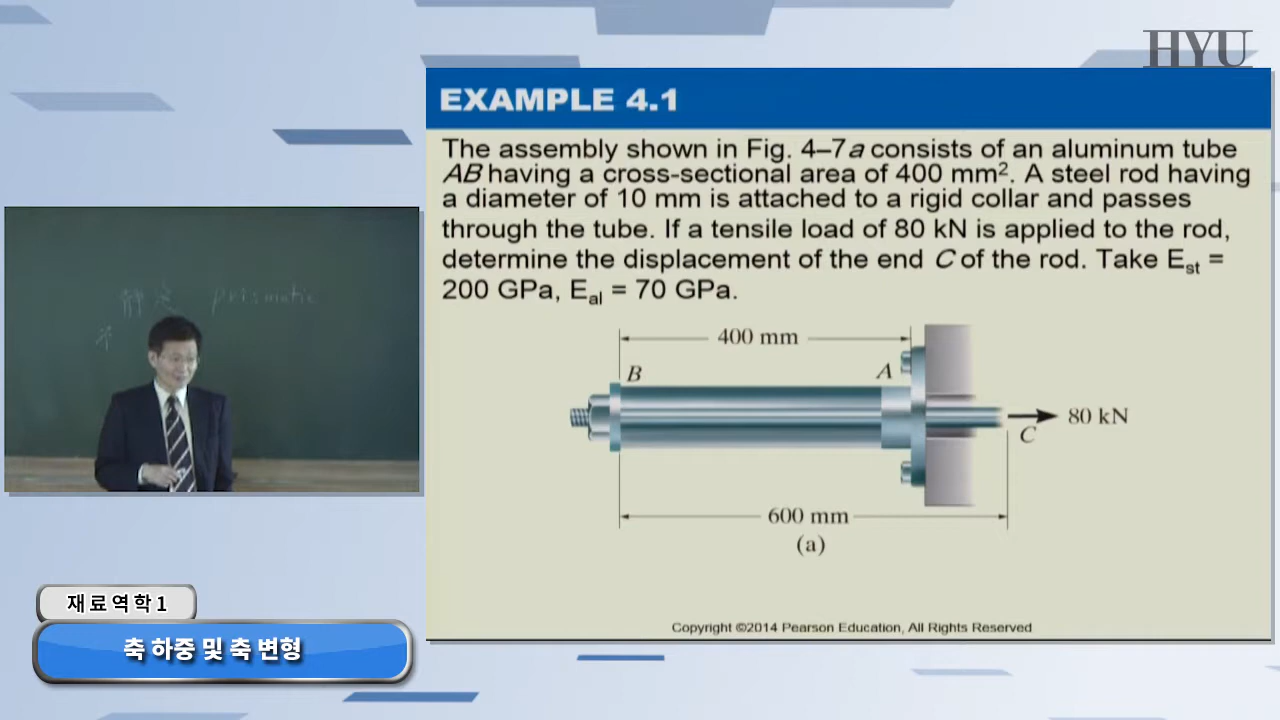 HYU
EXAMPLE 4.1
The assembly shown in Fig. 4–7a consists of an aluminum tube
AB having a cross-sectional area of 400 mm². A steel rod having
a diameter of 10 mm is attached to a rigid collar and passes
through the tube. If a tensile load of 80 kN is applied to the rod,
determine the displacement of the end C of the rod. Take Est =
200 GPa, Eal = 70 GPa.
400 mm
B
A
80 kN
C
600 mm
(a)
Copyright ©2014 Pearson Education, All Rights Reserved
prismatic
재료역학1
축 하중 및 축 변형